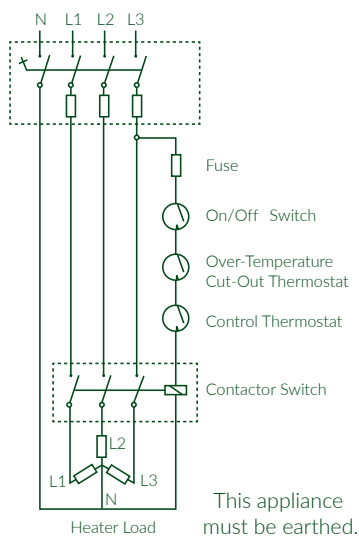 N L1 L2 L3
Fuse
On/Off Switch
Over-Temperature
Cut-Out Thermostat
Control Thermostat
Contactor Switch
L2
L1 L3
N
This appliance
must be earthed.
Heater Load